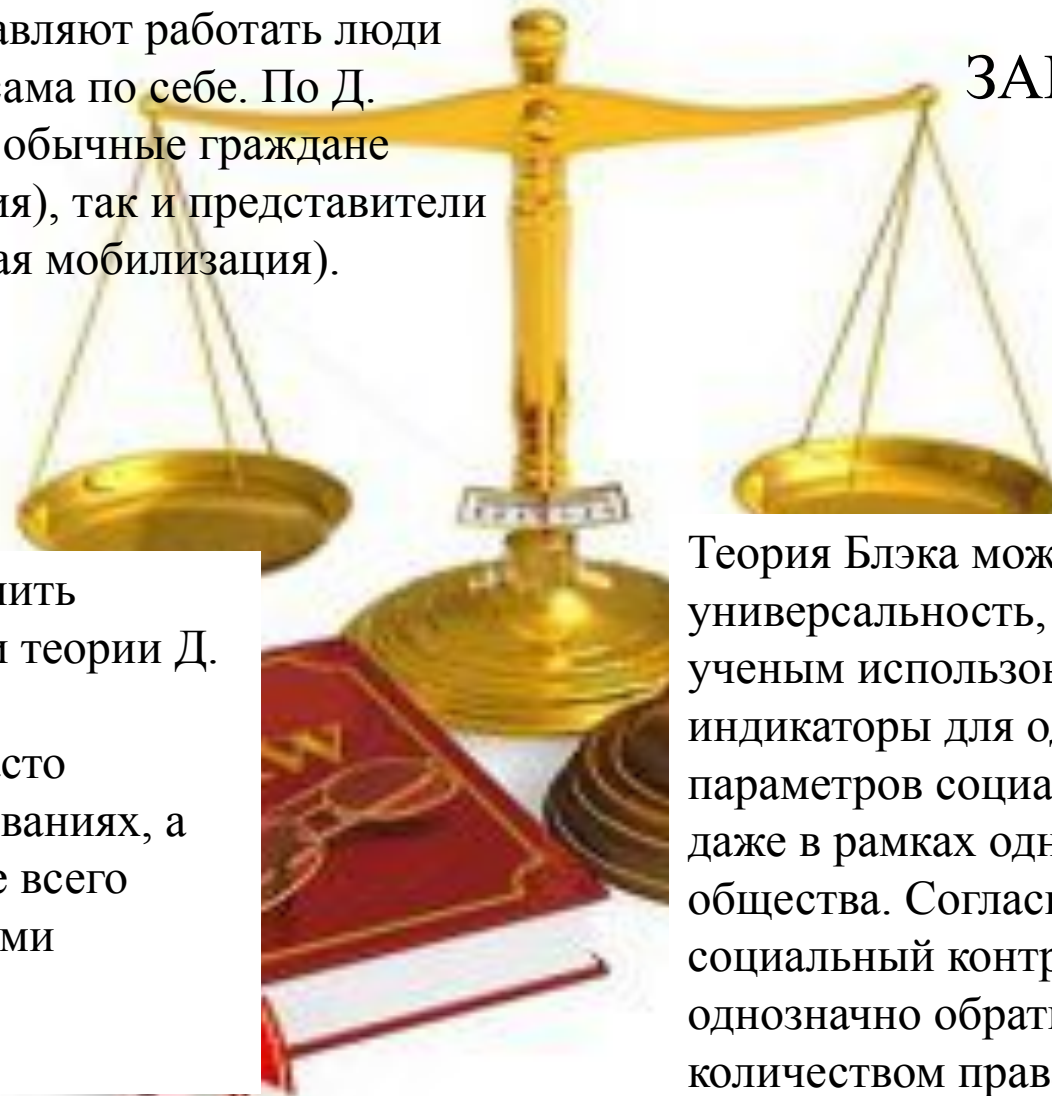 авляют работать люди
сама по себе. По Д.
обычные граждане
ия), так и представители
ая мобилизация).
ЗА
ить
и теории Д.
сто
ваниях, а
е всего
ми
Теория Блэка мож
универсальность,
ученым использов
индикаторы для о
параметров социа
даже в рамках одн
общества. Соглас
социальный контр
однозначно обрат
количеством прав